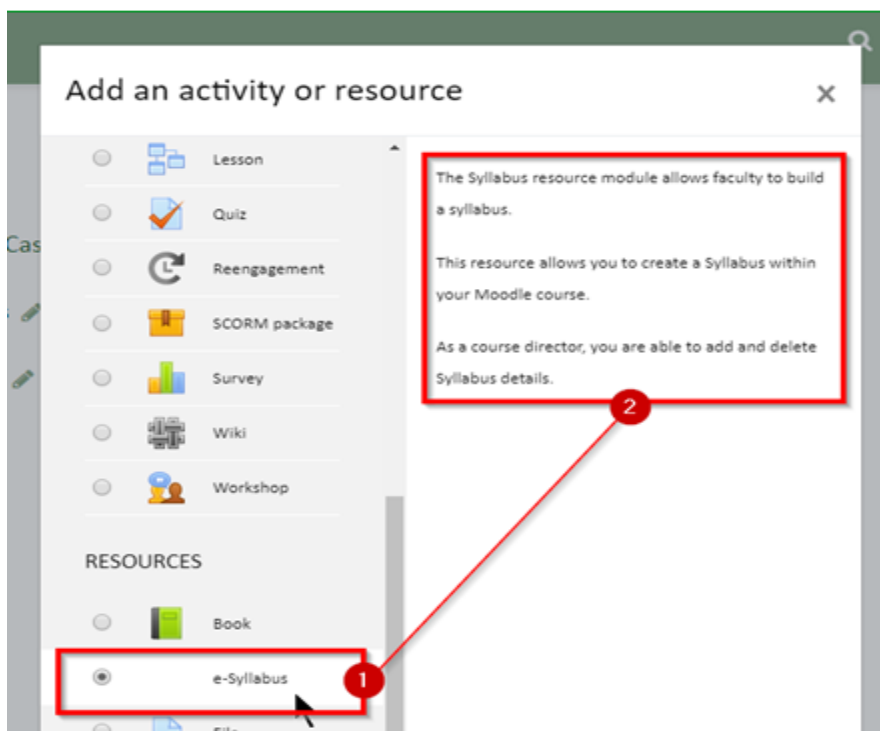 Add an activity or resource
×
Lesson
Quiz
Reengagement
SCORM package
Survey
Wiki
Workshop
RESOURCES
Book
e-Syllabus
1
File
The Syllabus resource module allows faculty to build
a syllabus.
This resource allows you to create a Syllabus within
your Moodle course.
As a course director, you are able to add and delete
Syllabus details.
2
Cas